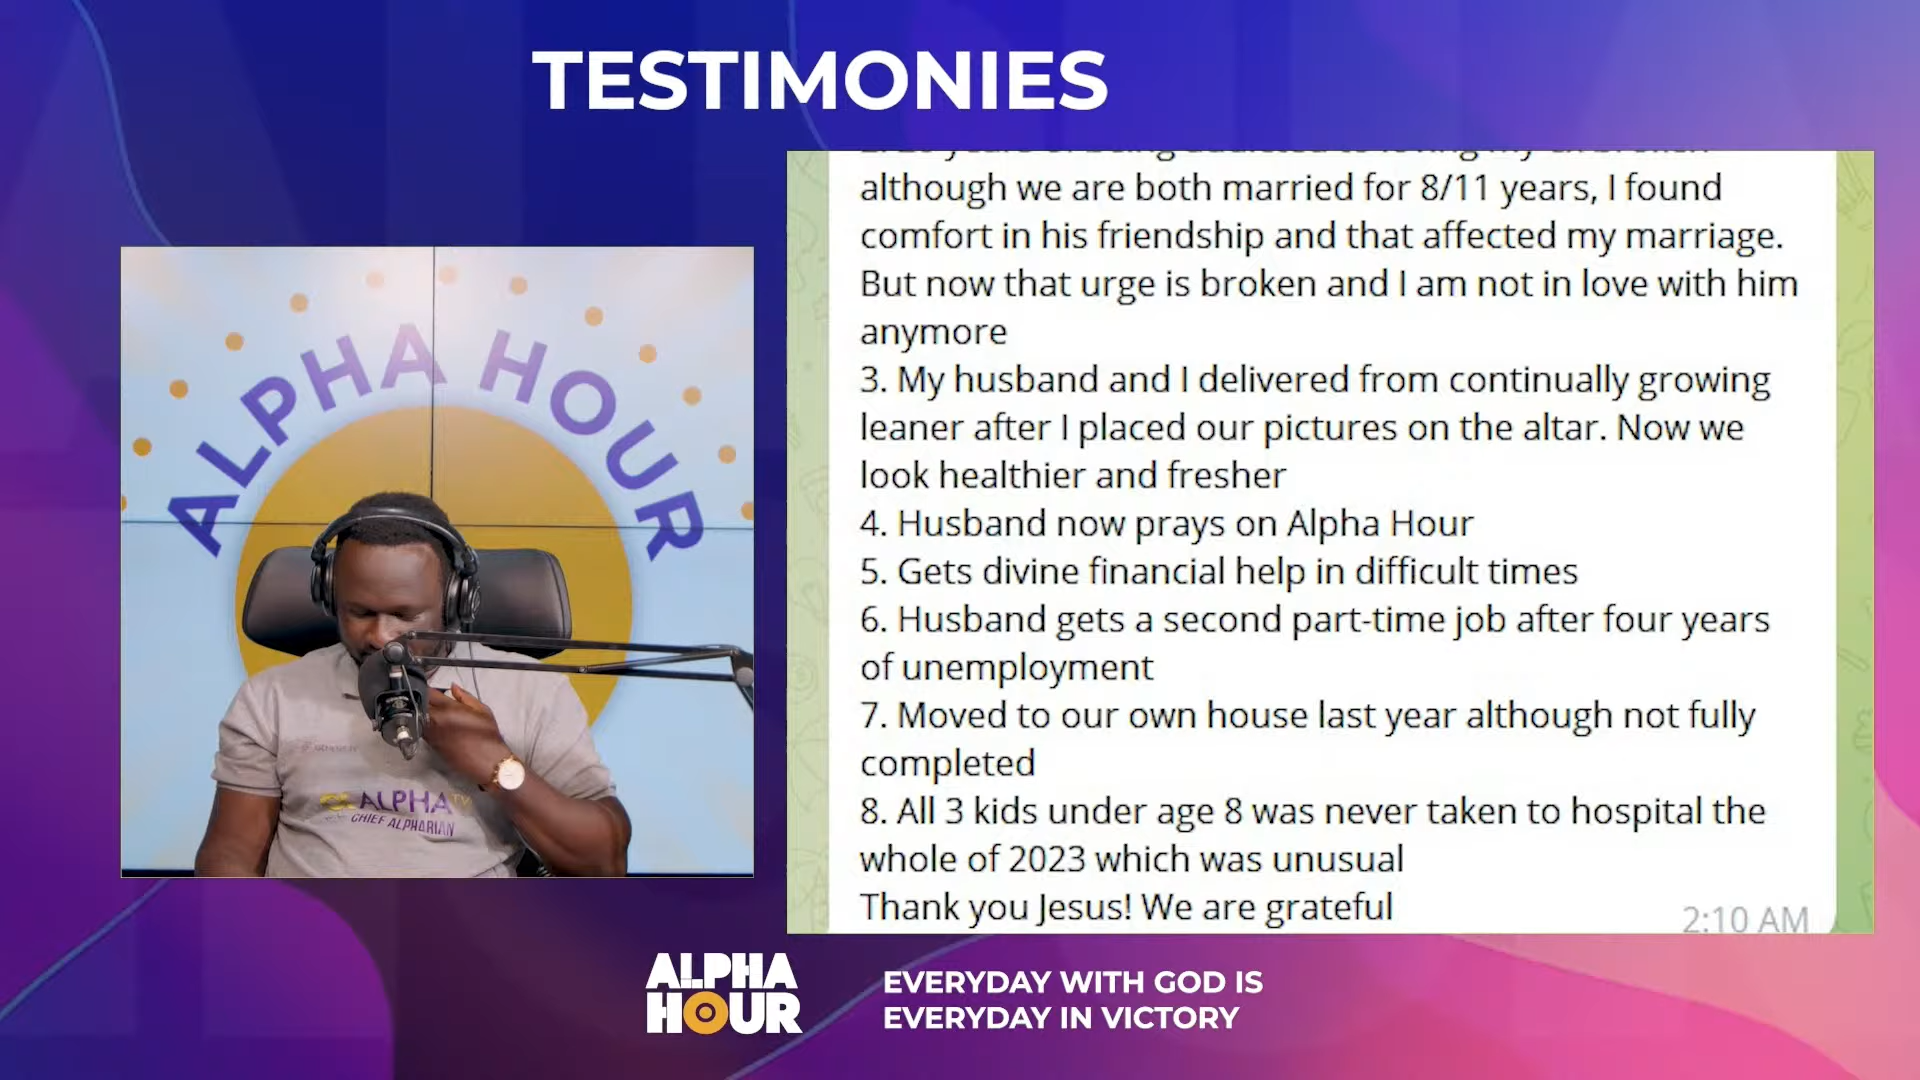 TESTIMONIES
although we are both married for 8/11 years, I found
comfort in his friendship and that affected my marriage.
But now that urge is broken and I am not in love with him
anymore
3. My husband and I delivered from continually growing
leaner after I placed our pictures on the altar. Now we
look healthier and fresher
4. Husband now prays on Alpha Hour
5. Gets divine financial help in difficult times
6. Husband gets a second part-time job after four years
of unemployment
7. Moved to our own house last year although not fully
completed
8. All 3 kids under age 8 was never taken to hospital the
whole of 2023 which was unusual
Thank you Jesus! We are grateful
2:10 AM
ALPHA HOUR
ALPHA TV
CHIEF ALPHARIAN
ALPHA
HOUR
EVERYDAY WITH GOD IS
EVERYDAY IN VICTORY